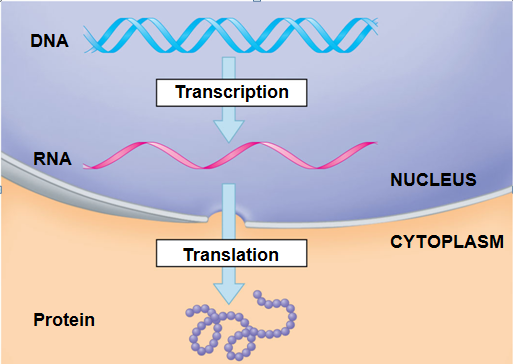 DNA
Transcription
RNA
NUCLEUS
CYTOPLASM
Translation
Protein